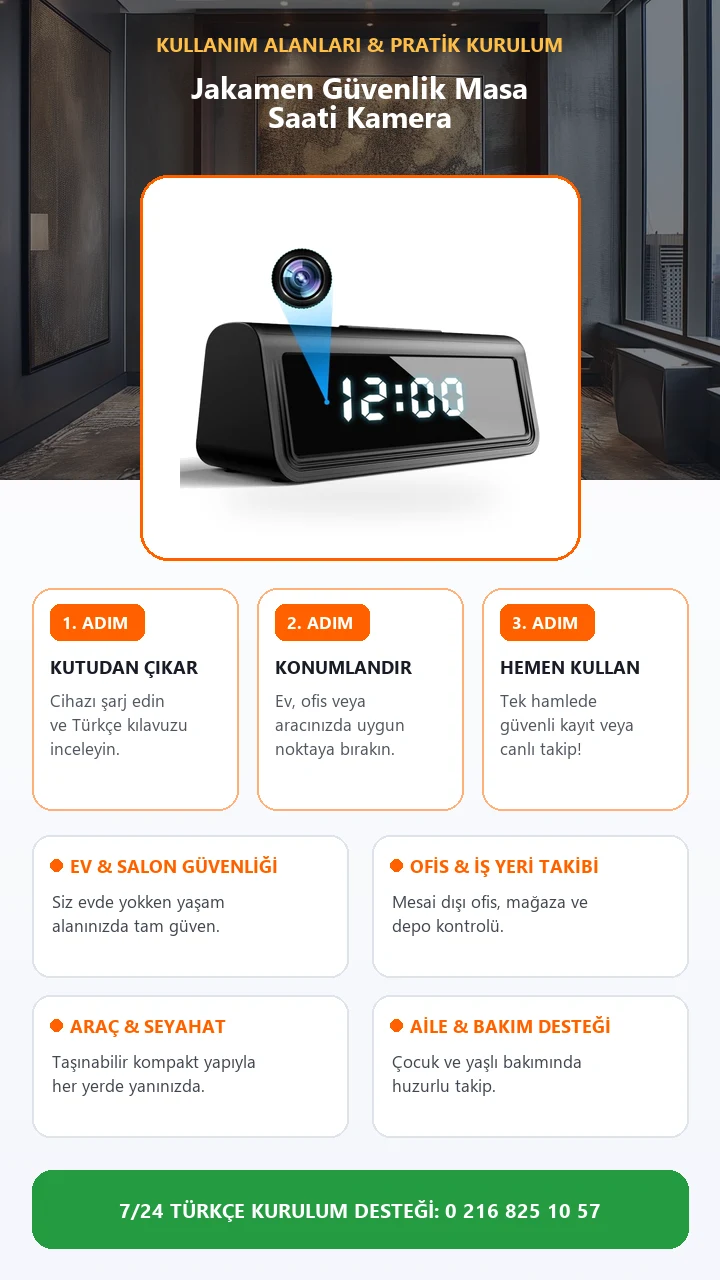 KULLANIM ALANLARI & PRATİK KURULUM
Jakamen Güvenlik Masa
Saati Kamera
12:00
1. ADIM
KUTUDAN ÇIKAR
Cihazı şarj edin
ve Türkçe kılavuzu
inceleyin.
2. ADIM
KONUMLANDIR
Ev, ofis veya
aracınızda uygun
noktaya bırakın.
3. ADIM
HEMEN KULLAN
Tek hamlede
güvenli kayıt veya
canlı takip!
EV & SALON GÜVENLİĞİ
Siz evde yokken yaşam
alanınızda tam güven.
OFİS & İŞ YERİ TAKİBİ
Mesai dışı ofis, mağaza ve
depo kontrolü.
ARAÇ & SEYAHAT
Taşınabilir kompakt yapıyla
her yerde yanınızda.
AİLE & BAKIM DESTEĞİ
Çocuk ve yaşlı bakımında
huzurlu takip.
7/24 TÜRKÇE KURULUM DESTEĞİ: 0 216 825 10 57